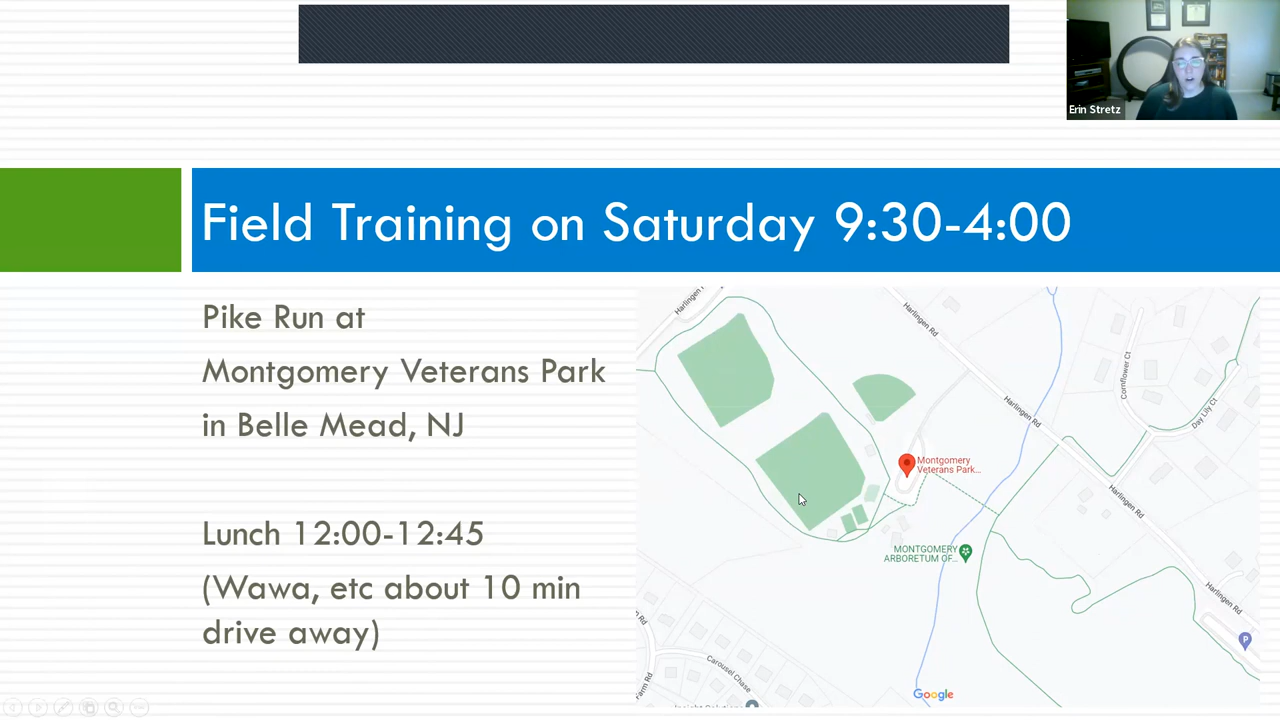 Erin Stretz
Field Training on Saturday 9:30-4:00
Pike Run at
Montgomery Veterans Park
in Belle Mead, NJ
Lunch 12:00-12:45
(Wawa, etc about 10 min
drive away)
Harlingen
Harlingen Rd
Harlingen Rd
Cornflower Ct
Day Lily Ct
Montgomery
Veterans Park...
Harlingen Rd
MONTGOMERY
ARBORETUM OF...
Harlingen Rd
P
Carousel Chase
Google